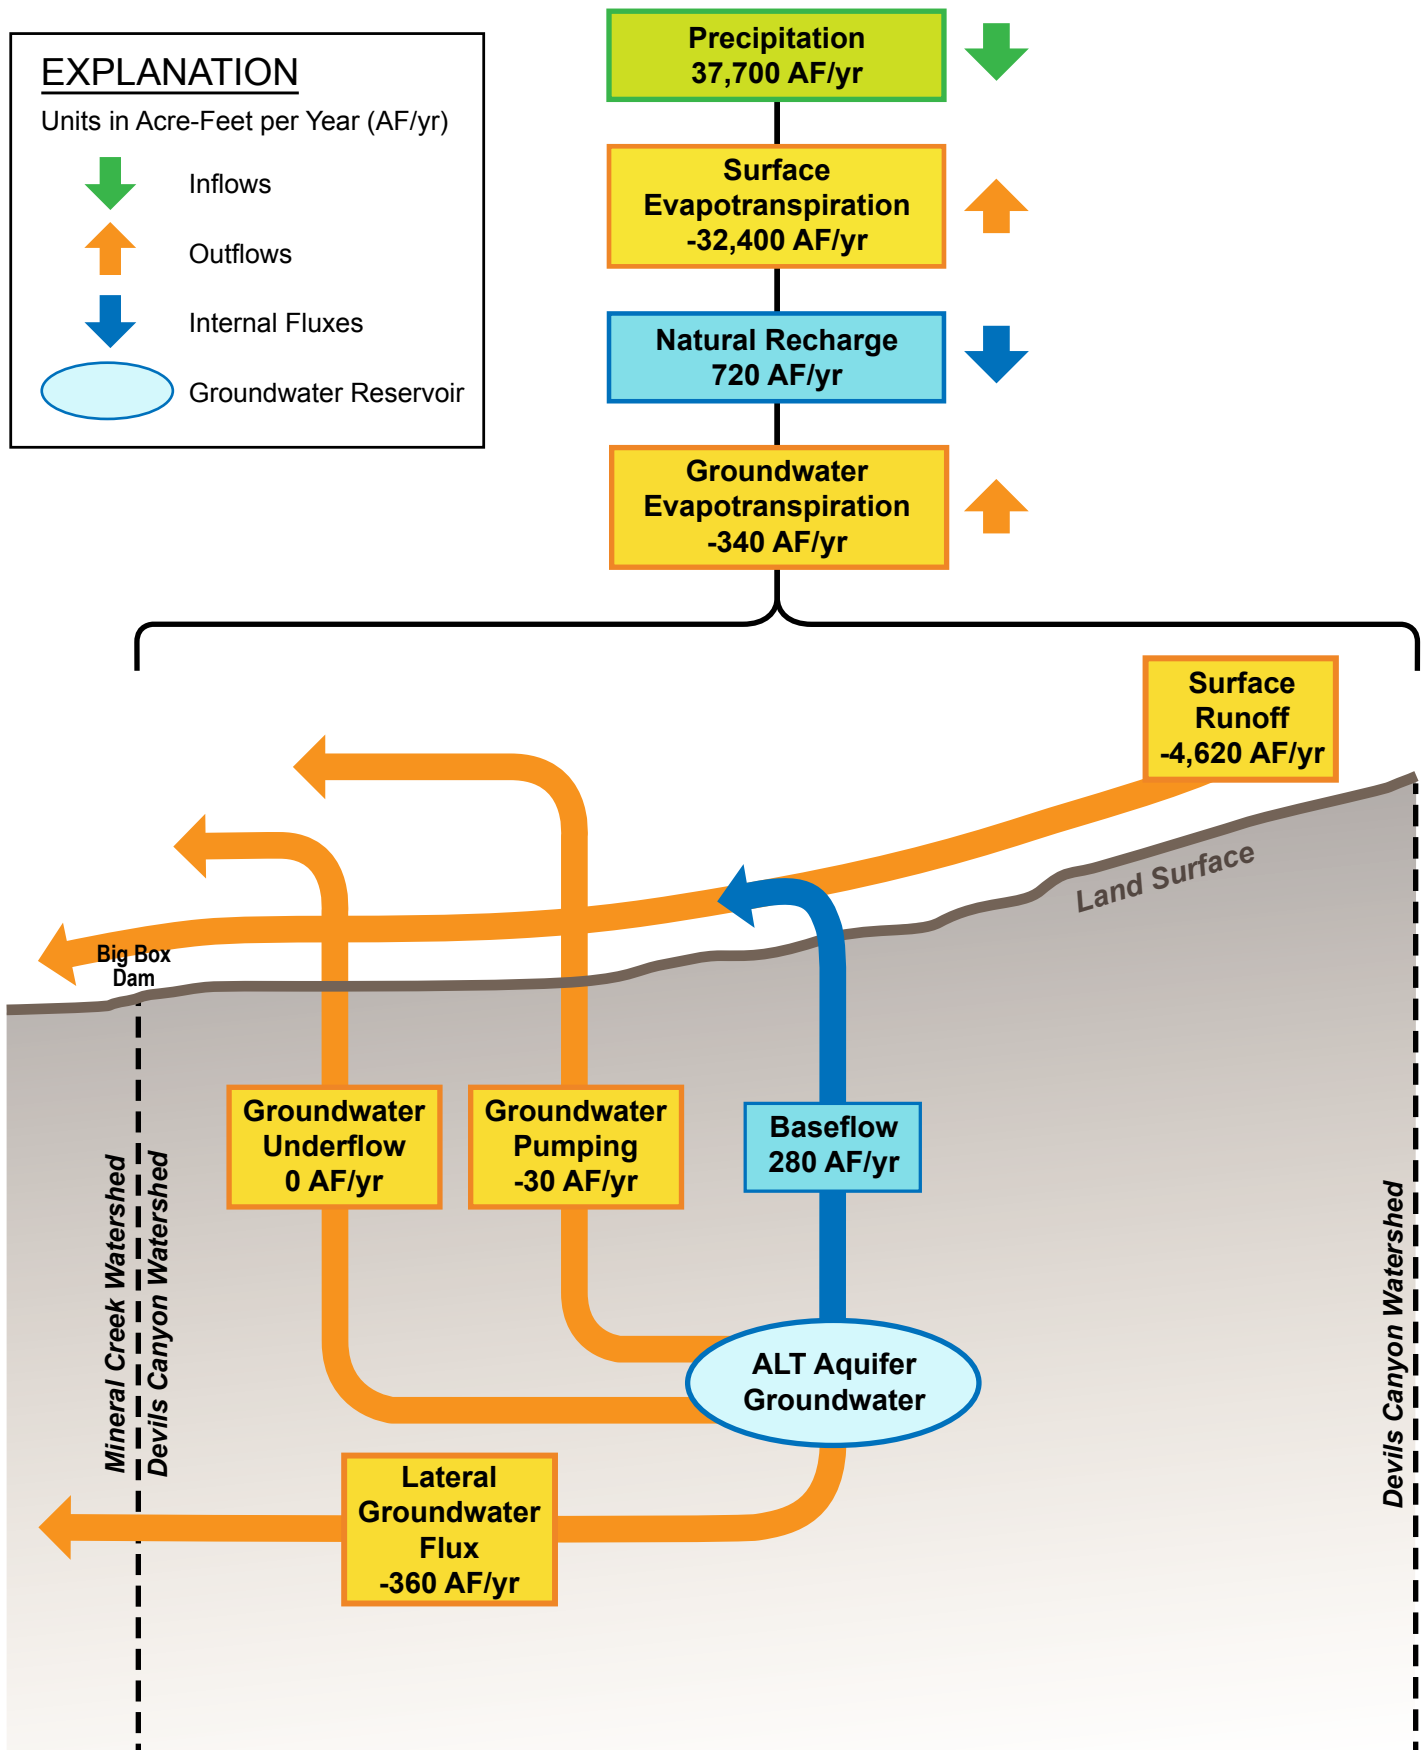 EXPLANATION
Units in Acre-Feet per Year (AF/yr)
Inflows
Outflows
Internal Fluxes
Groundwater Reservoir
Precipitation
37,700 AF/yr
Surface
Evapotranspiration
-32,400 AF/yr
Natural Recharge
720 AF/yr
Groundwater
Evapotranspiration
-340 AF/yr
Surface
Runoff
-4,620 AF/yr
Land Surface
Big Box
Dam
Groundwater
Underflow
0 AF/yr
Groundwater
Pumping
-30 AF/yr
Baseflow
280 AF/yr
Mineral Creek Watershed
Devils Canyon Watershed
Devils Canyon Watershed
ALT Aquifer
Groundwater
Lateral
Groundwater
Flux
-360 AF/yr